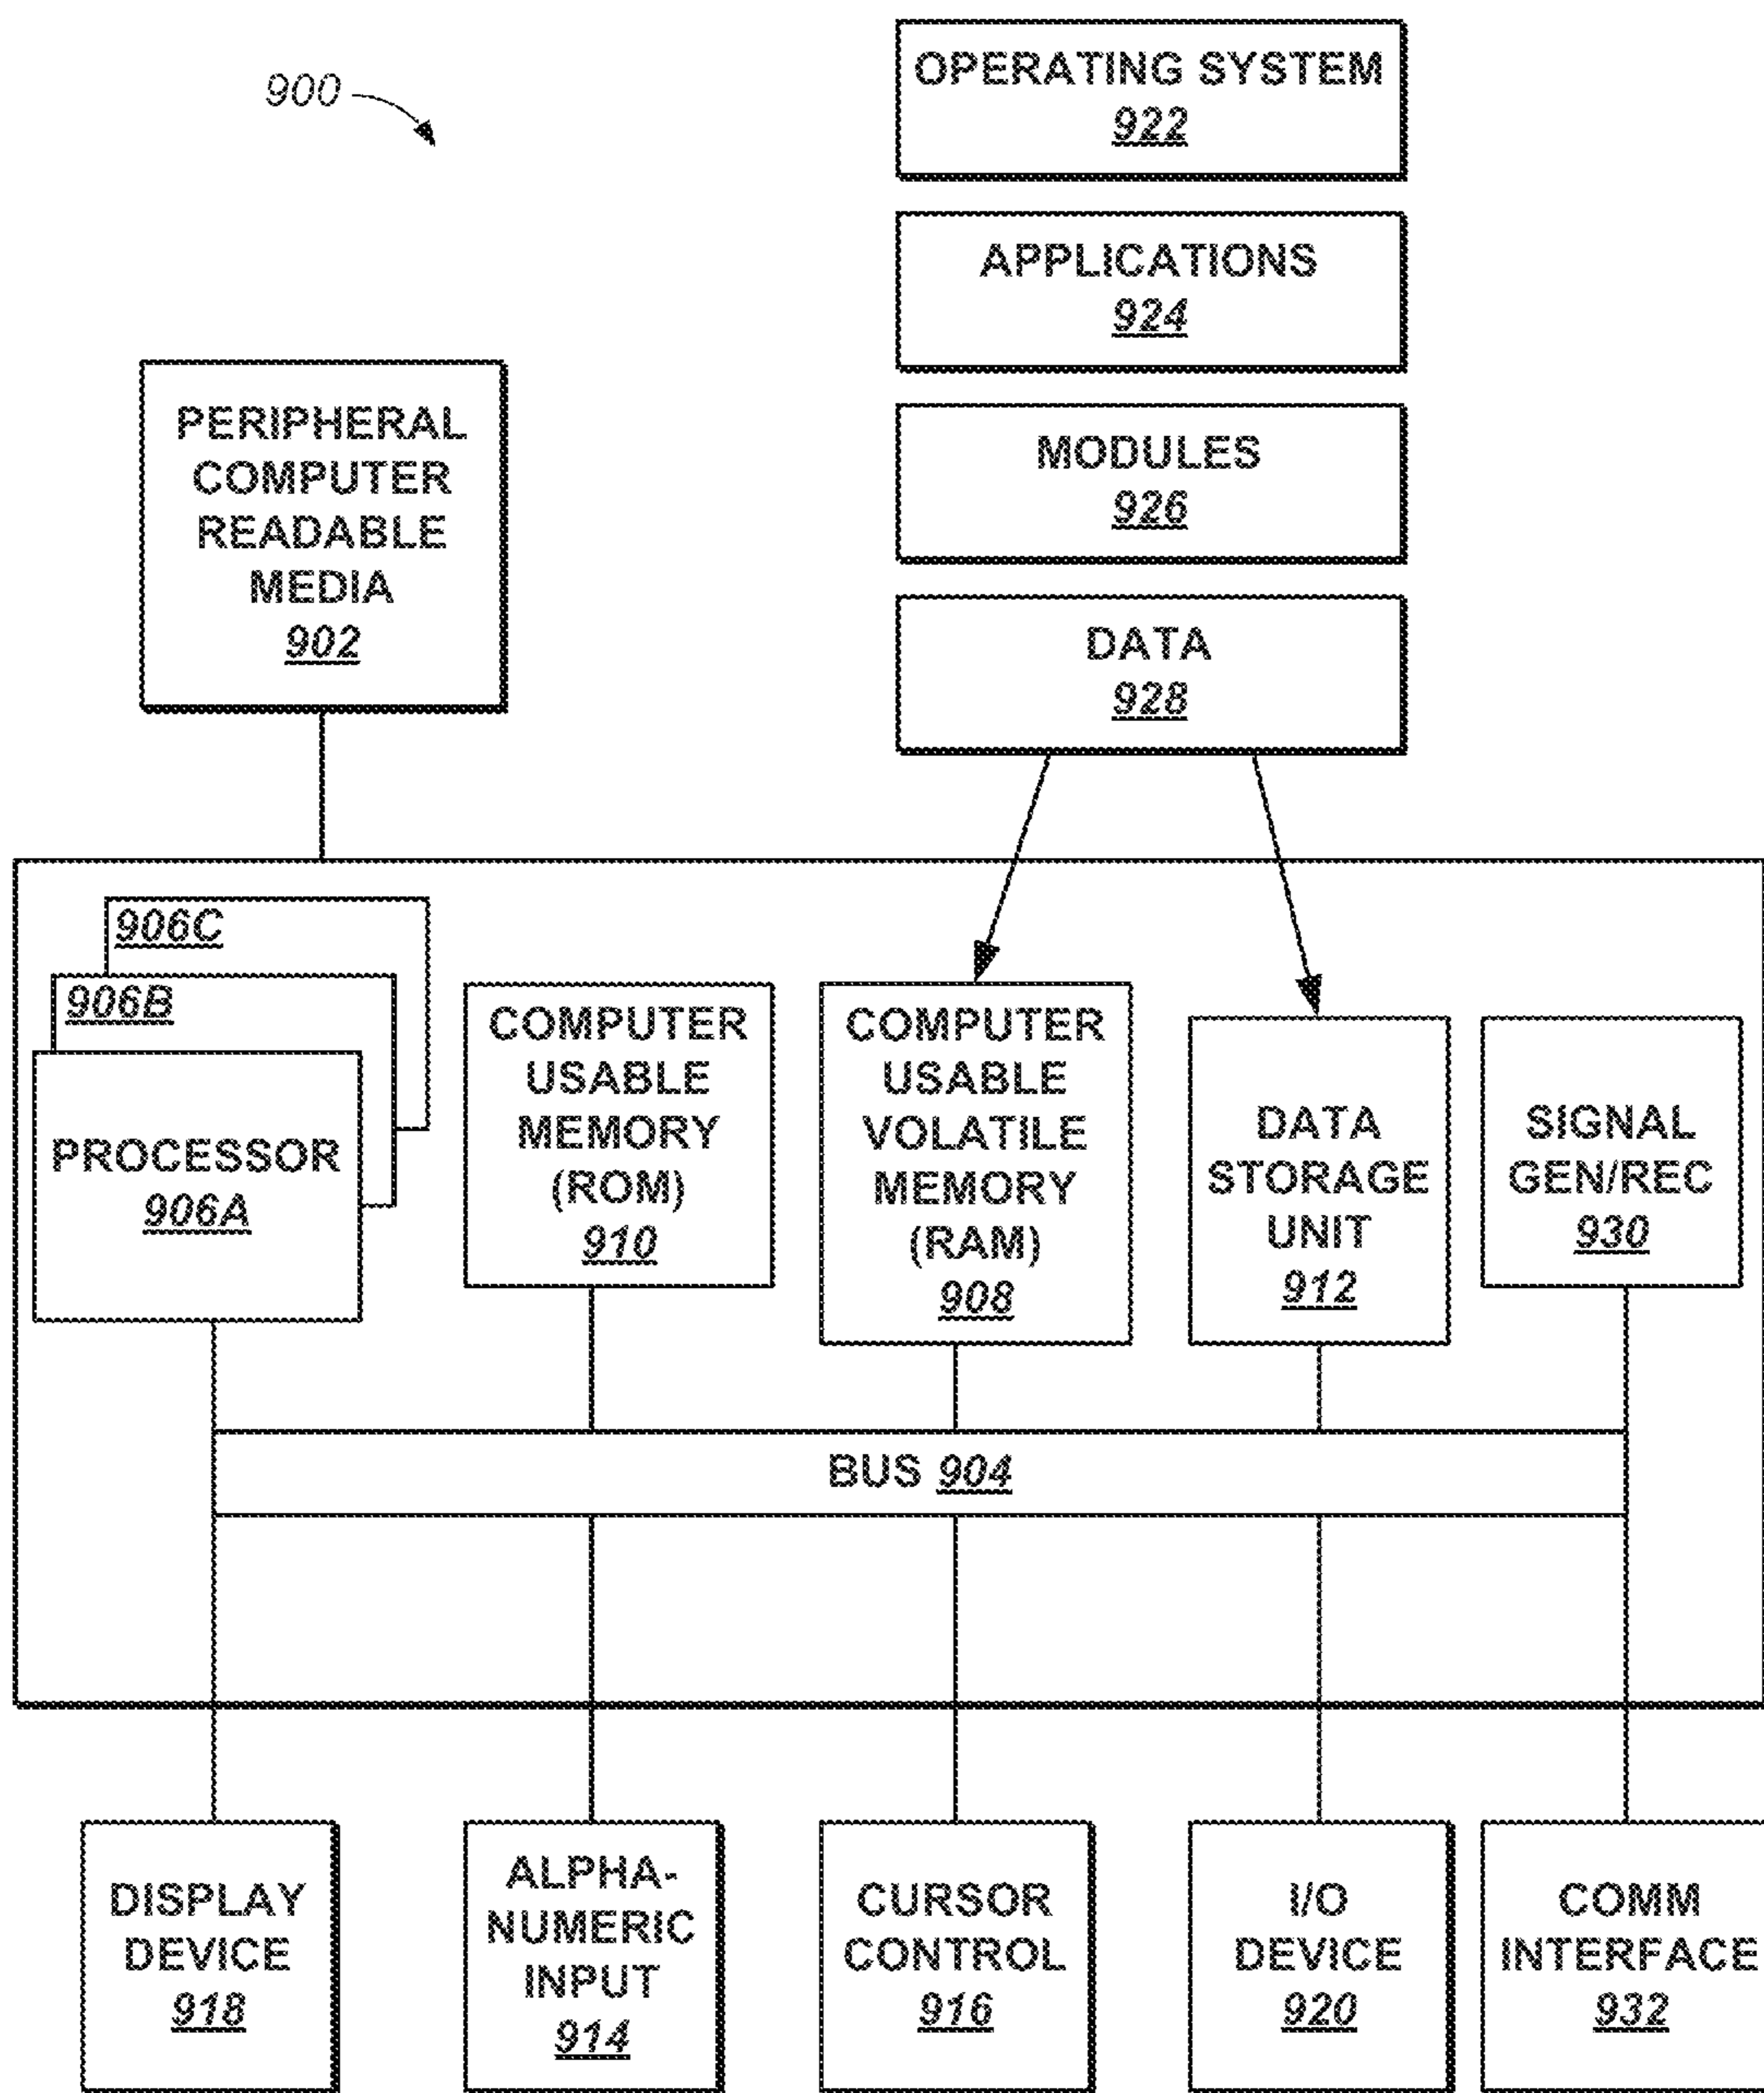 900
OPERATING SYSTEM
922
APPLICATIONS
924
MODULES
926
DATA
928
PERIPHERAL
COMPUTER
READABLE
MEDIA
902
906C
906B
PROCESSOR
906A
COMPUTER
USABLE
MEMORY
(ROM)
910
COMPUTER
USABLE
VOLATILE
MEMORY
(RAM)
908
DATA
STORAGE
UNIT
912
SIGNAL
GEN/REC
930
BUS 904
DISPLAY
DEVICE
918
ALPHA-
NUMERIC
INPUT
914
CURSOR
CONTROL
916
I/O
DEVICE
920
COMM
INTERFACE
932